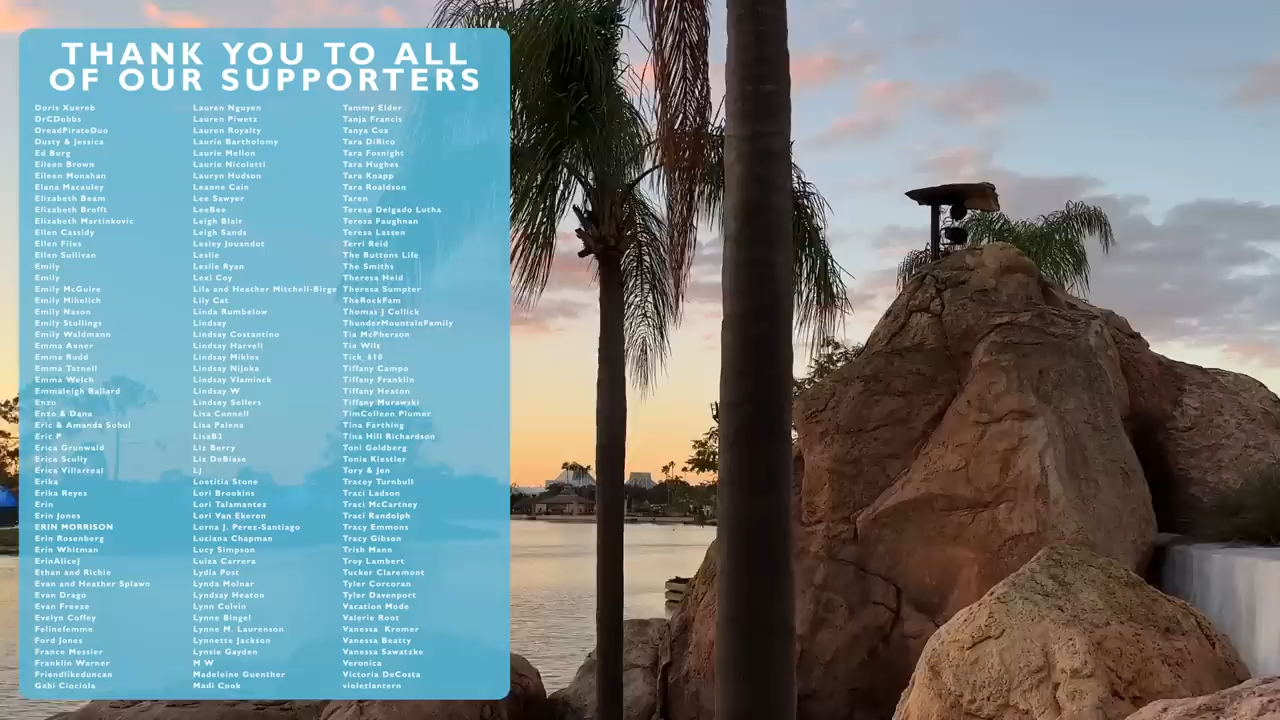 THANK YOU TO ALL
OF OUR SUPPORTERS
Doris Xuereb
DrCDobbs
DreadPirateDuo
Dusty & Jessica
Ed Burg
Eileen Brown
Eileen Monahan
Elana Macauley
Elizabeth Beam
Elizabeth Brofft
Elizabeth Martinkovic
Ellen Cassidy
Ellen Files
Ellen Sullivan
Emily
Emily
Emily McGuire
Emily Mihelich
Emily Nason
Emily Stallings
Emily Waldmann
Emma Axner
Emma Rudd
Emma Tatnell
Emma Welch
Emmaleigh Ballard
Enzo
Enzo & Dana
Eric & Amanda Sobol
Eric P
Erica Grunwald
Erica Scully
Erica Villarreal
Erika
Erika Reyes
Erin
Erin Jones
ERIN MORRISON
Erin Rosenberg
Erin Whitman
ErinAliceJ
Ethan and Richie
Evan and Heather Splawn
Evan Drago
Evan Freeze
Evelyn Coffey
Felinefemme
Ford Jones
France Messier
Franklin Warner
Friendlikeduncan
Gabi Ciociola
Lauren Nguyen
Lauren Piwetz
Lauren Royalty
Laurie Bartholomy
Laurie Mellon
Laurie Nicoletti
Lauryn Hudson
Leanne Cain
Lee Sawyer
LeeBee
Leigh Blair
Leigh Sands
Lesley Jouandot
Leslie
Leslie Ryan
Lexi Coy
Lila and Heather Mitchell-Birge
Lily Cat
Linda Rumbelow
Lindsay
Lindsay Costantino
Lindsay Harvell
Lindsay Miklos
Lindsay Nijoka
Lindsay Vlaminck
Lindsay W
Lindsey Sellers
Lisa Connell
Lisa Palena
LisaB2
Liz Berry
Liz DeBiase
LJ
Loetitia Stone
Lori Brookins
Lori Talamantez
Lori Van Ekeren
Lorna J. Perez-Santiago
Luciana Chapman
Lucy Simpson
Luiza Carrera
Lydia Post
Lynda Molnar
Lyndsay Heaton
Lynn Colvin
Lynne Bingel
Lynne M. Laurenson
Lynnette Jackson
Lynsie Gayden
M W
Madeleine Guenther
Madi Cook
Tammy Elder
Tanja Francis
Tanya Cox
Tara DiRico
Tara Fosnight
Tara Hughes
Tara Knapp
Tara Roaldson
Taren
Teresa Delgado Lutha
Teresa Faughnan
Teresa Lassen
Terri Reid
The Buttons Life
The Smiths
Theresa Held
Theresa Sumpter
TheRockFam
Thomas J Collick
ThunderMountainFamily
Tia McPherson
Tia Wilt
Tick_610
Tiffany Campo
Tiffany Franklin
Tiffany Heaton
Tiffany Murawski
TimColleen Plumer
Tina Farthing
Tina Hill Richardson
Toni Goldberg
Tonia Kiestler
Tory & Jen
Tracey Turnbull
Traci Ladson
Traci McCartney
Traci Randolph
Tracy Emmons
Tracy Gibson
Trish Mann
Troy Lambert
Tucker Claremont
Tyler Corcoran
Tyler Davenport
Vacation Mode
Valerie Root
Vanessa  Kromer
Vanessa Beatty
Vanessa Sawatzke
Veronica
Victoria DeCosta
violetlantern